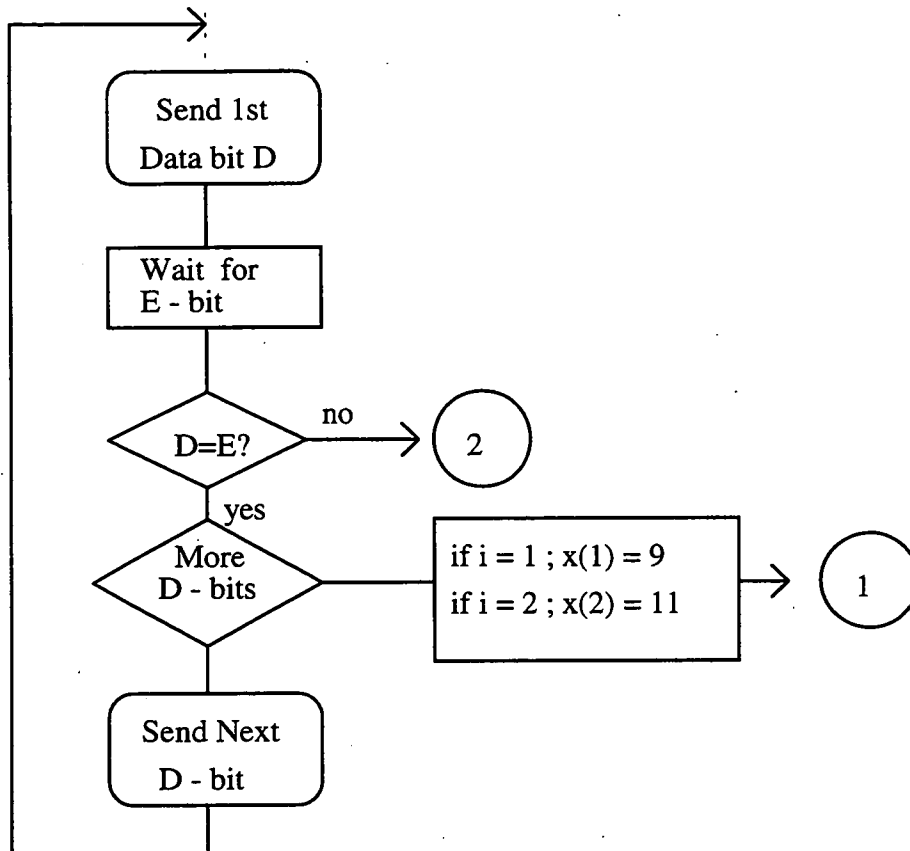 Send 1st
Data bit D
Wait for
E - bit
D=E?
no
2
yes
More
D - bits
if i = 1 ; x(1) = 9
if i = 2 ; x(2) = 11
1
Send Next
D - bit